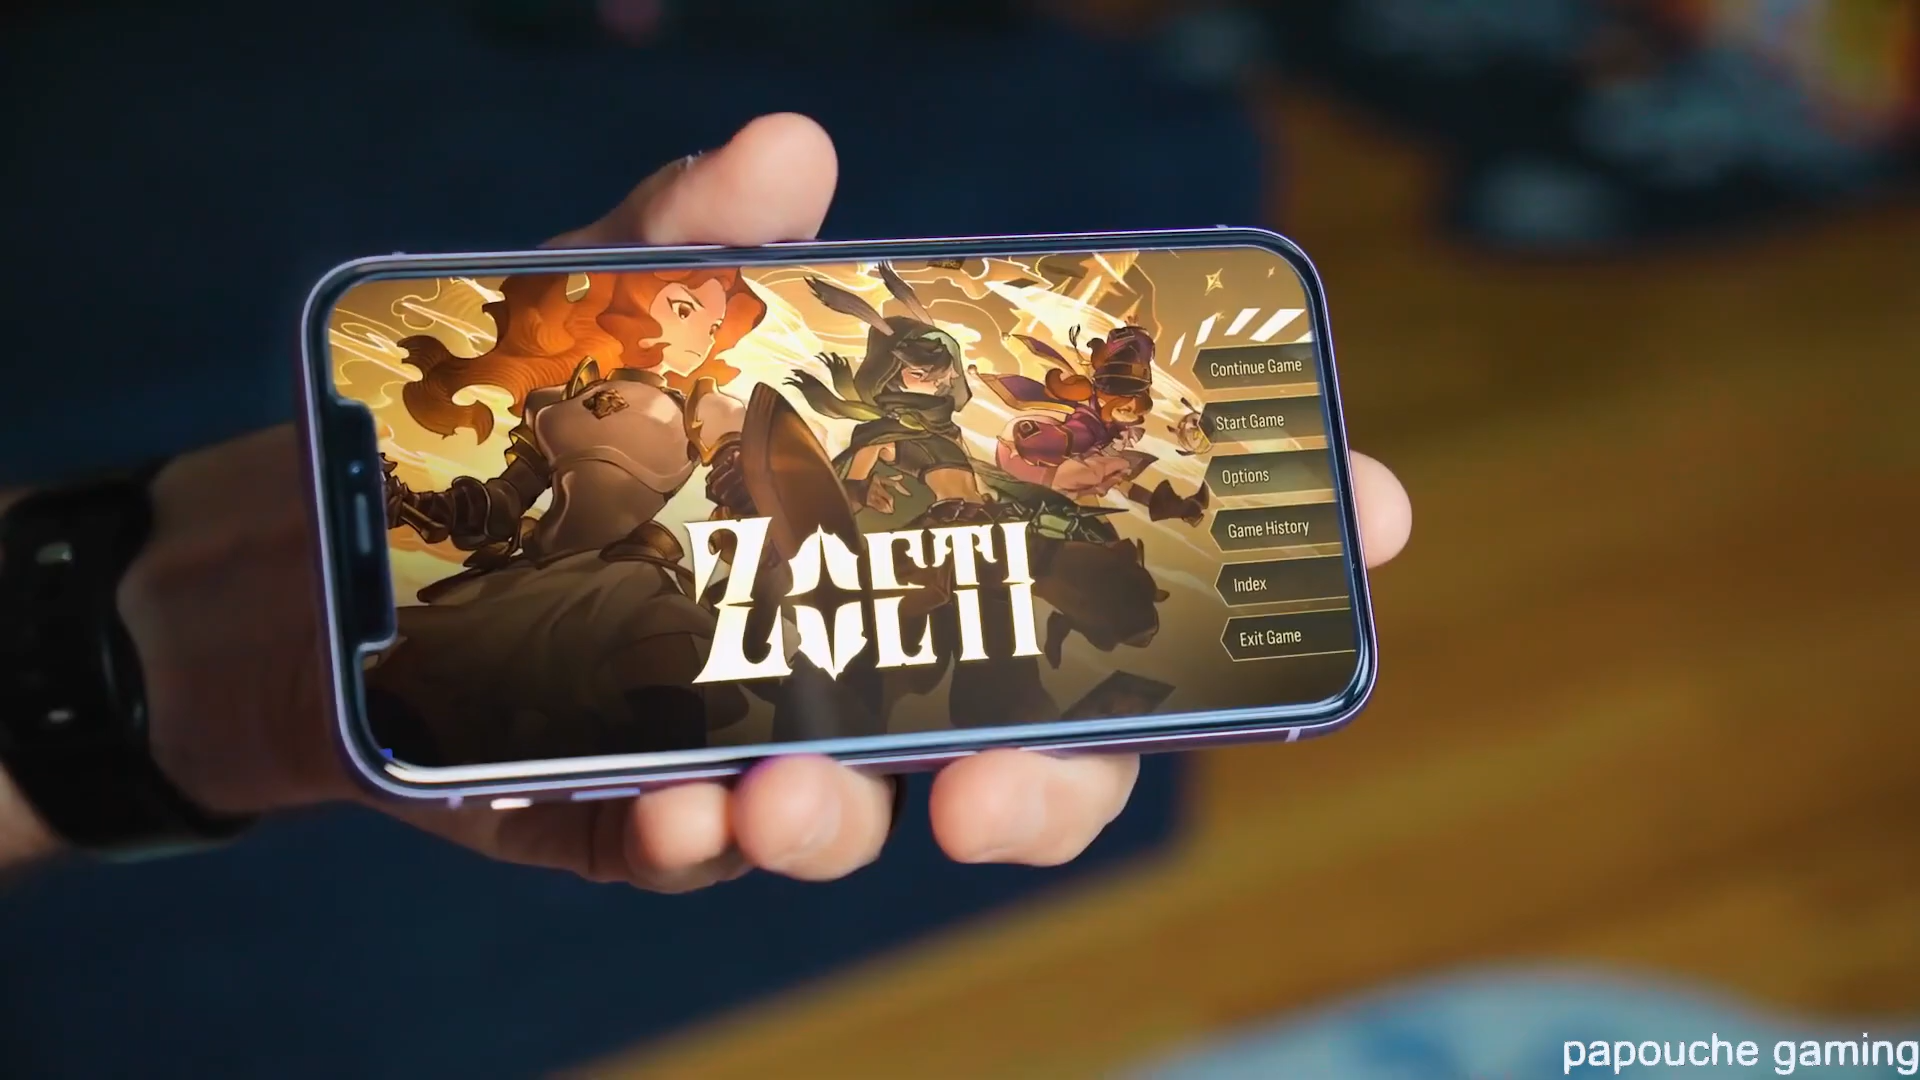 ZOETI
Continue Game
Start Game
Options
Game History
Index
Exit Game
papouche gaming